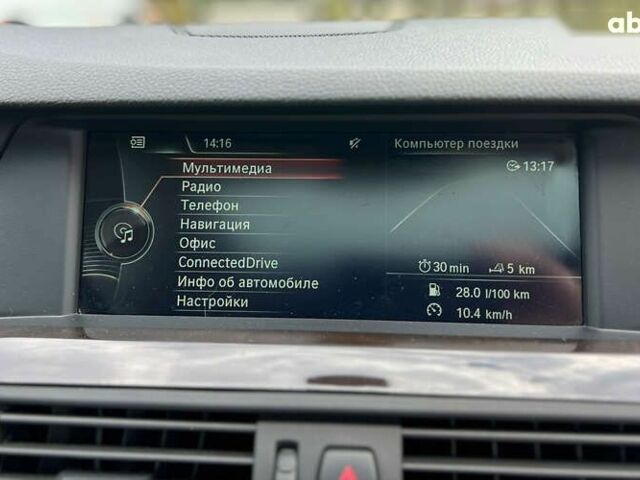 ab
14:16
Мультимедиа
Радио
Телефон
Навигация
Офис
ConnectedDrive
Инфо об автомобиле
Настройки
Компьютер поездки
13:17
30 min 5 km
28.0 l/100 km
10.4 km/h